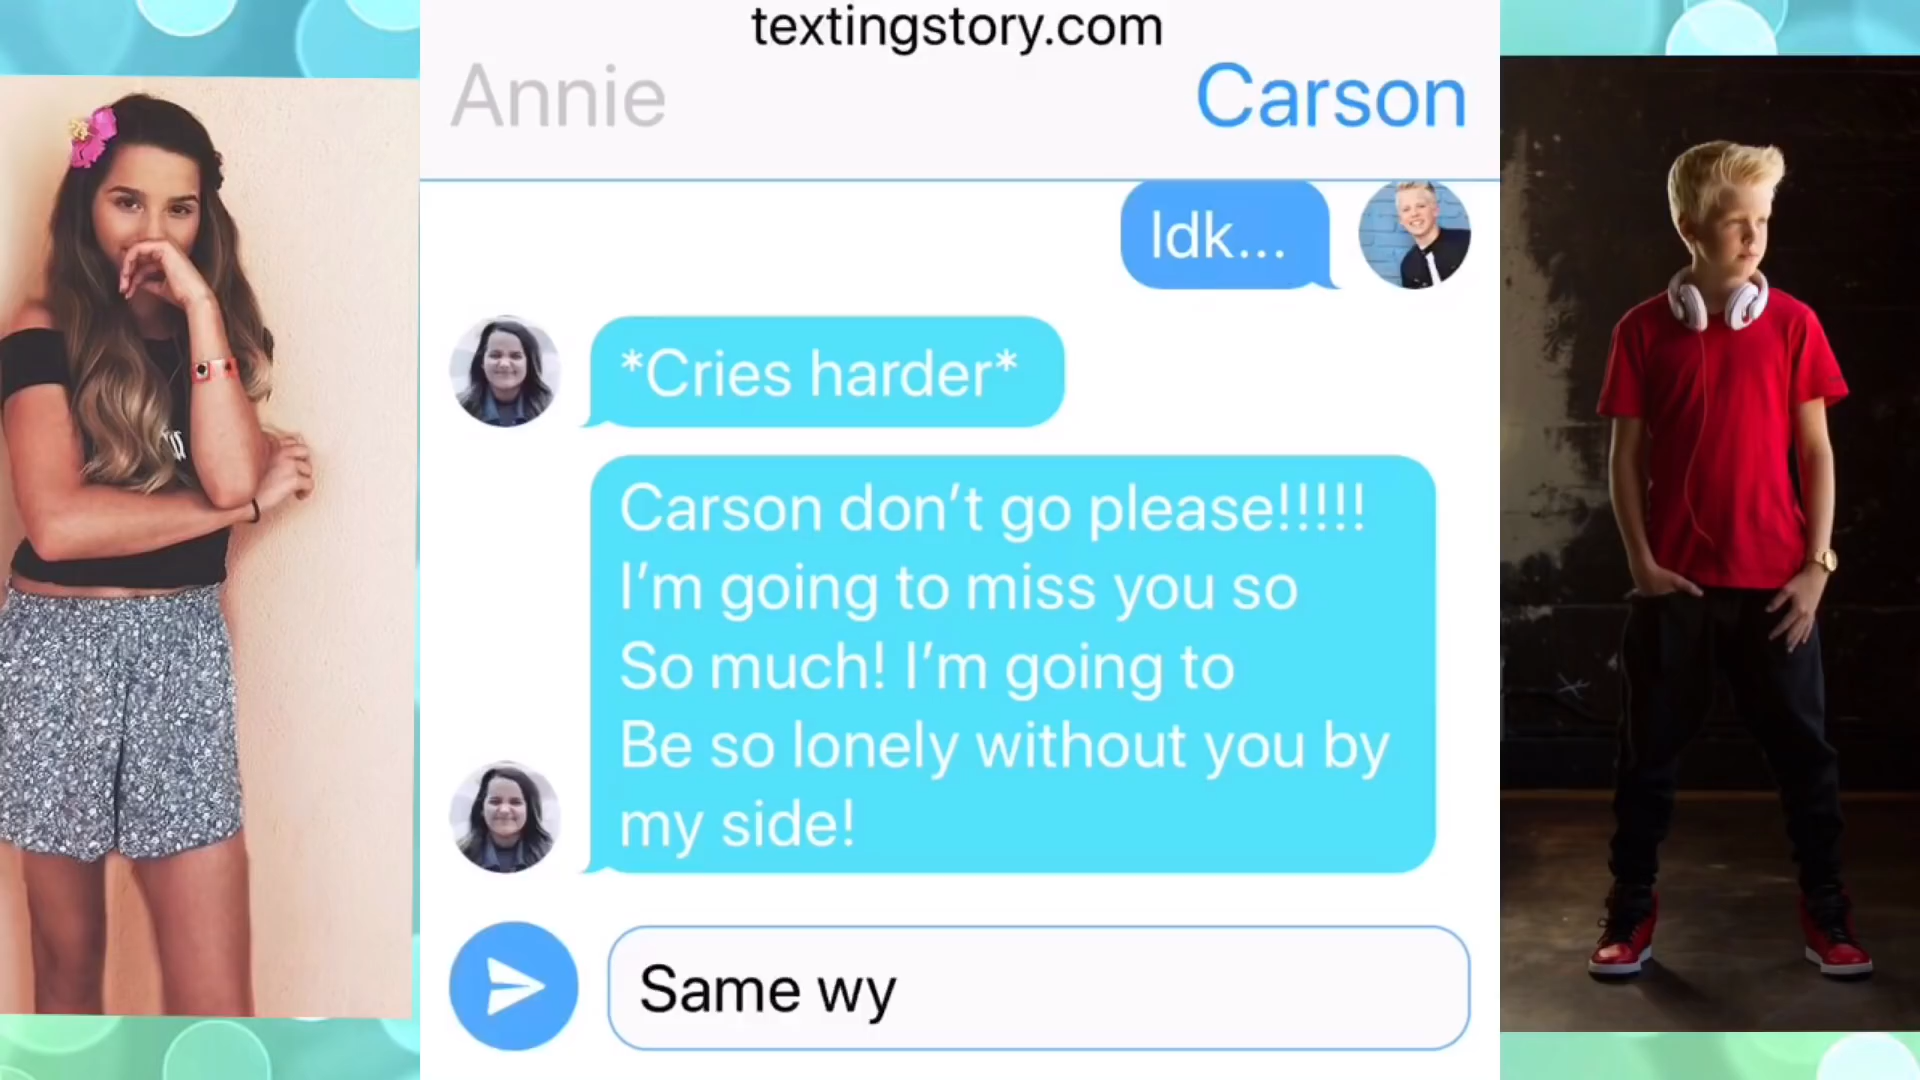 textingstory.com
Annie
Carson
Idk...
*Cries harder*
Carson don't go please!!!!!
I'm going to miss you so
So much! I'm going to
Be so lonely without you by
my side!
Same wy